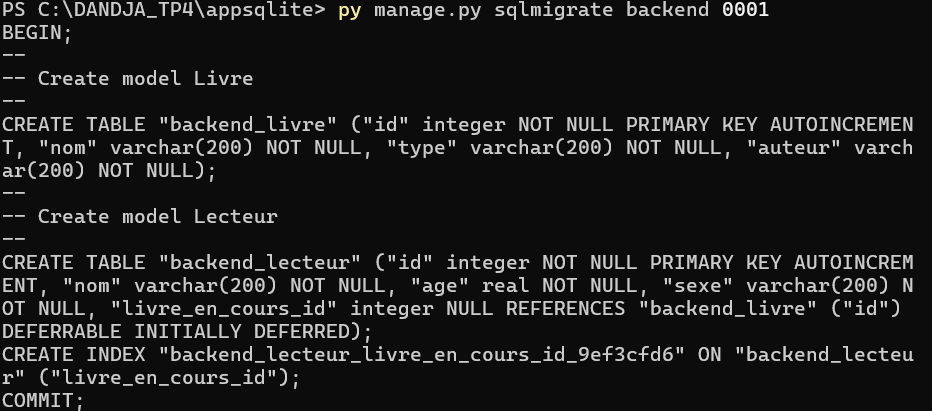 PS C:\DANDJA_TP4\appsqlite> py manage.py sqlmigrate backend 0001
BEGIN;
--
-- Create model Livre
--
CREATE TABLE "backend_livre" ("id" integer NOT NULL PRIMARY KEY AUTOINCREMEN
T, "nom" varchar(200) NOT NULL, "type" varchar(200) NOT NULL, "auteur" varch
ar(200) NOT NULL);
--
-- Create model Lecteur
--
CREATE TABLE "backend_lecteur" ("id" integer NOT NULL PRIMARY KEY AUTOINCREM
ENT, "nom" varchar(200) NOT NULL, "age" real NOT NULL, "sexe" varchar(200) N
OT NULL, "livre_en_cours_id" integer NULL REFERENCES "backend_livre" ("id")
DEFERRABLE INITIALLY DEFERRED);
CREATE INDEX "backend_lecteur_livre_en_cours_id_9ef3cfd6" ON "backend_lecteu
r" ("livre_en_cours_id");
COMMIT;